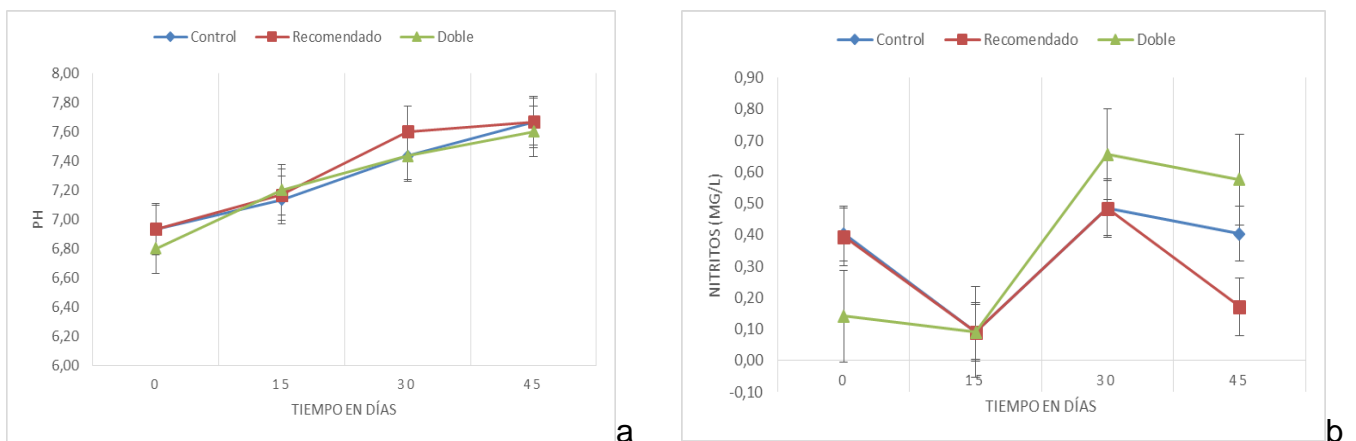 Control Recomendado Doble
8,00
7,80
7,60
7,40
7,20
7,00
6,80
6,60
6,40
6,20
6,00
PH
0 15 30 45
TIEMPO EN DÍAS
a
Control Recomendado Doble
0,90
0,80
0,70
0,60
0,50
0,40
0,30
0,20
0,10
0,00
-0,10
NITRITOS (MG/L)
0 15 30 45
TIEMPO EN DÍAS
b